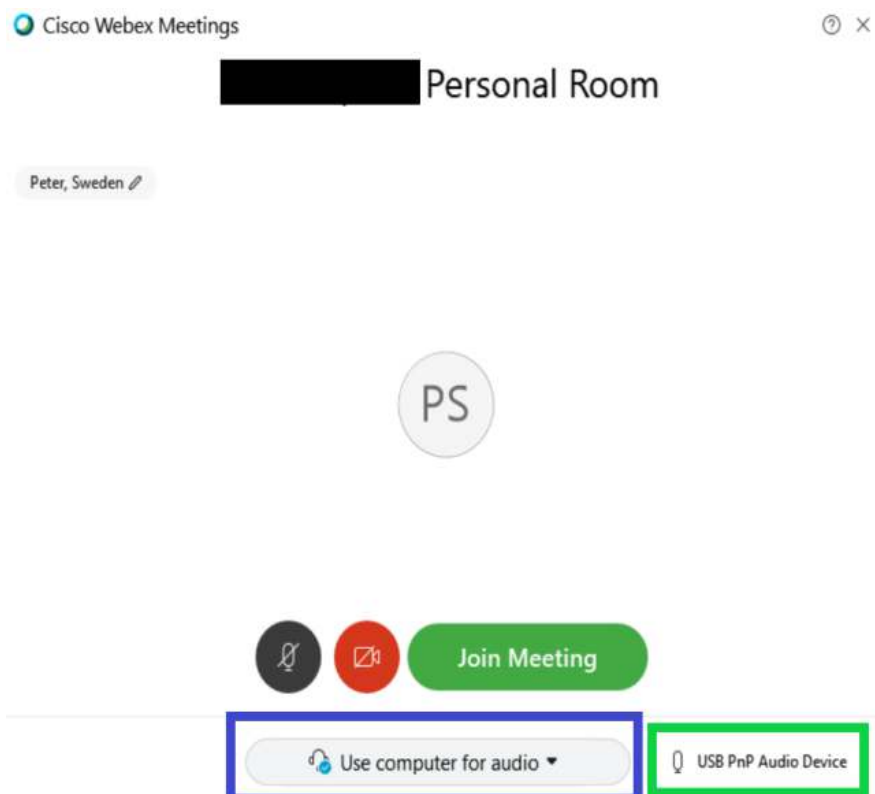 Cisco Webex Meetings
Personal Room
Peter, Sweden
PS
Join Meeting
Use computer for audio
USB PnP Audio Device